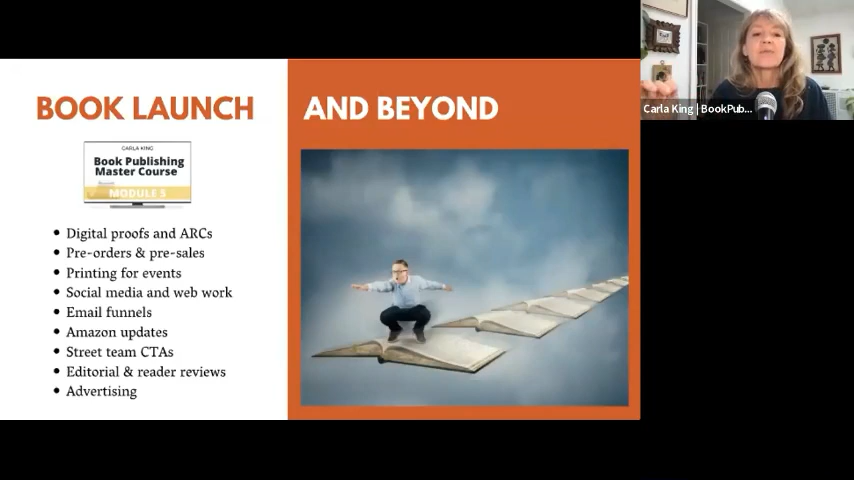 BOOK LAUNCH AND BEYOND
CARLA KING
Book Publishing
Master Course
MODULE 5
• Digital proofs and ARCs
• Pre-orders & pre-sales
• Printing for events
• Social media and web work
• Email funnels
• Amazon updates
• Street team CTAs
• Editorial & reader reviews
• Advertising
Carla King | BookPub...